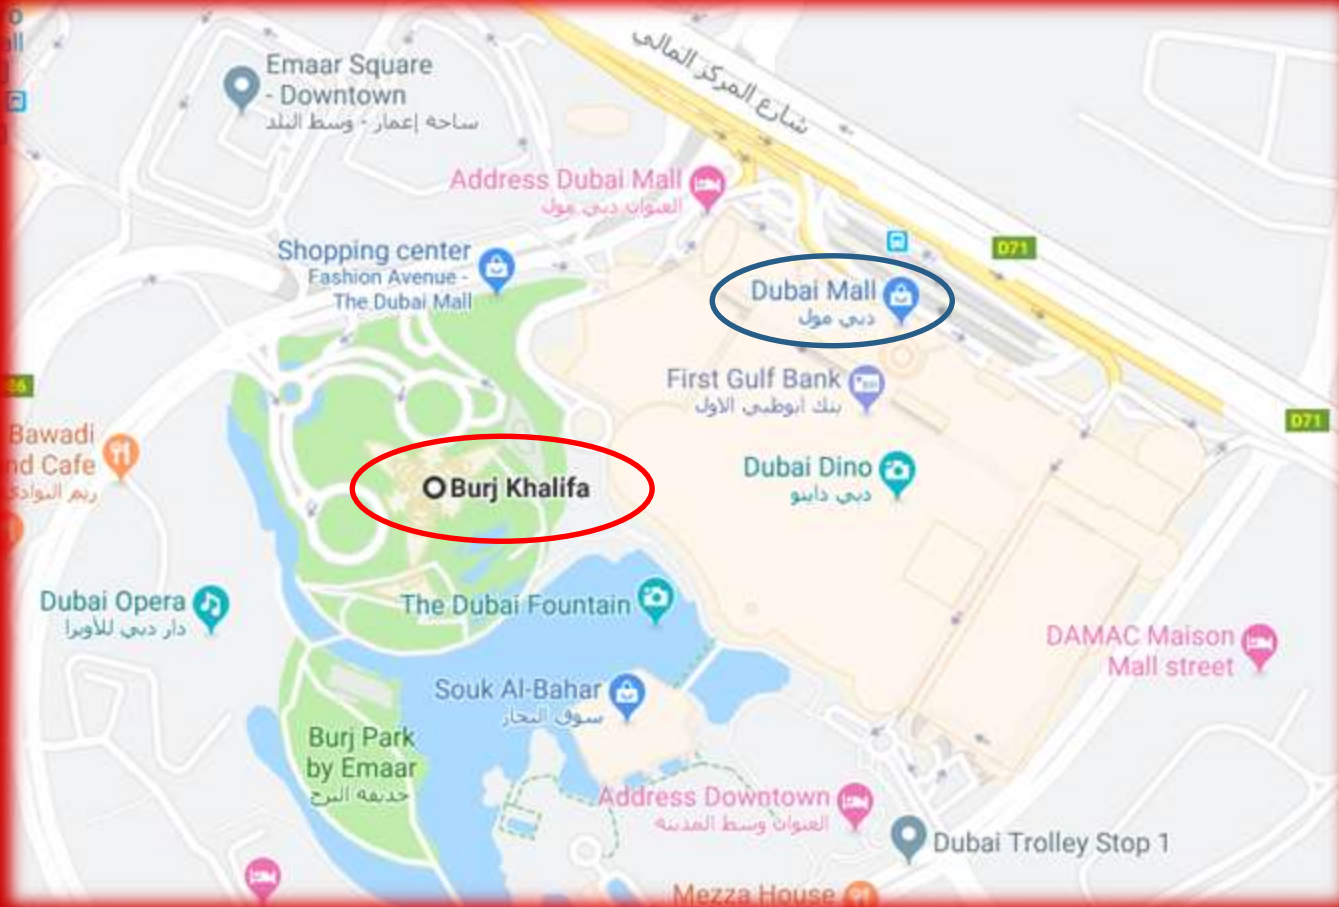 Emaar Square
- Downtown
ساحة إعمار - وسط البلد
شارع المركز المالي
Address Dubai Mall
العنوان دبي مول
Shopping center
Fashion Avenue -
The Dubai Mall
D71
Dubai Mall
دبي مول
First Gulf Bank
بنك ابوظبي الاول
D71
Bawadi
nd Cafe
ريم البوادي
Burj Khalifa
Dubai Dino
دبي داينو
Dubai Opera
دار دبي للأوبرا
The Dubai Fountain
DAMAC Maison
Mall street
Souk Al-Bahar
سوق البحار
Burj Park
by Emaar
حديقة البرج
Address Downtown
العنوان وسط المدينة
Dubai Trolley Stop 1
Mezza House